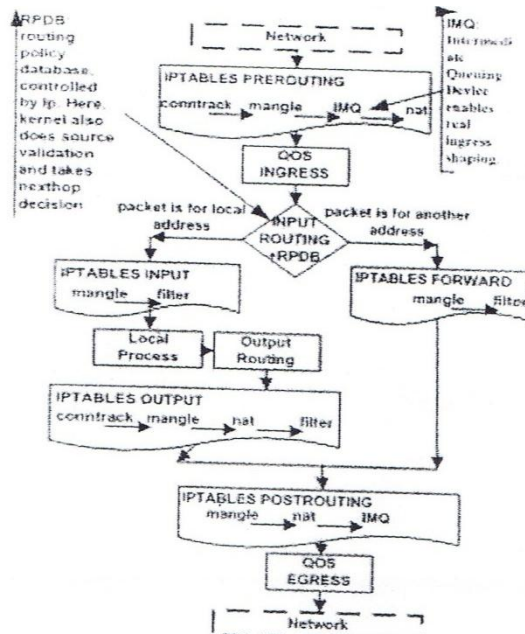 RPDB:
routing
policy
database,
controlled
by ip. Here,
kernel also
does source
validation
and takes
nexthop
decision
IMQ:
Intermedi
ate
Queuing
Device
enables
real
ingress
shaping
Network
IPTABLES PREROUTING
conntrack mangle IMQ nat
QOS
INGRESS
packet is for local
address
INPUT
ROUTING
+RPDB
packet is for another
address
IPTABLES INPUT
mangle filter
IPTABLES FORWARD
mangle filter
Local
Process
Output
Routing
IPTABLES OUTPUT
conntrack mangle nat filter
IPTABLES POSTROUTING
mangle nat IMQ
QOS
EGRESS
Network